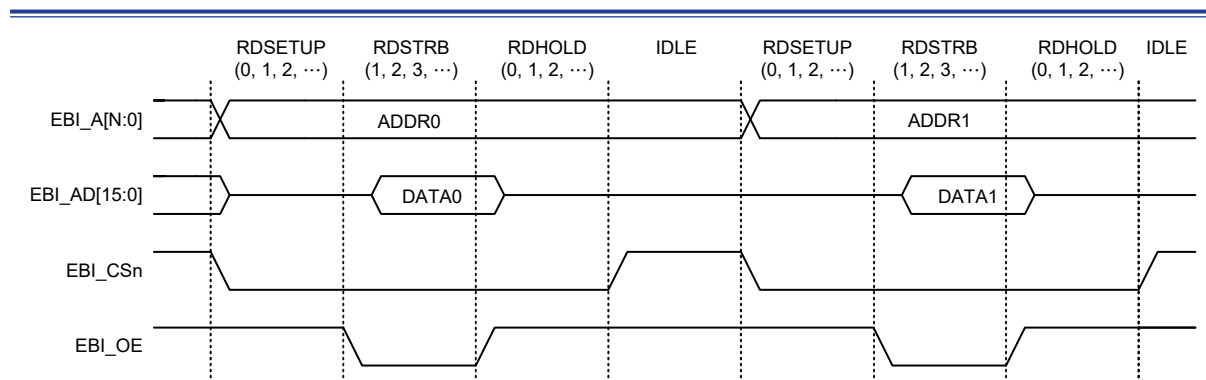 RDSETUP RDSTRB RDHOLD IDLE RDSETUP RDSTRB RDHOLD IDLE
(0, 1, 2, ⋯) (1, 2, 3, ⋯) (0, 1, 2, ⋯) (0, 1, 2, ⋯) (1, 2, 3, ⋯) (0, 1, 2, ⋯)
EBI_A[N:0] ADDR0 ADDR1
EBI_AD[15:0] DATA0 DATA1
EBI_CSn
EBI_OE